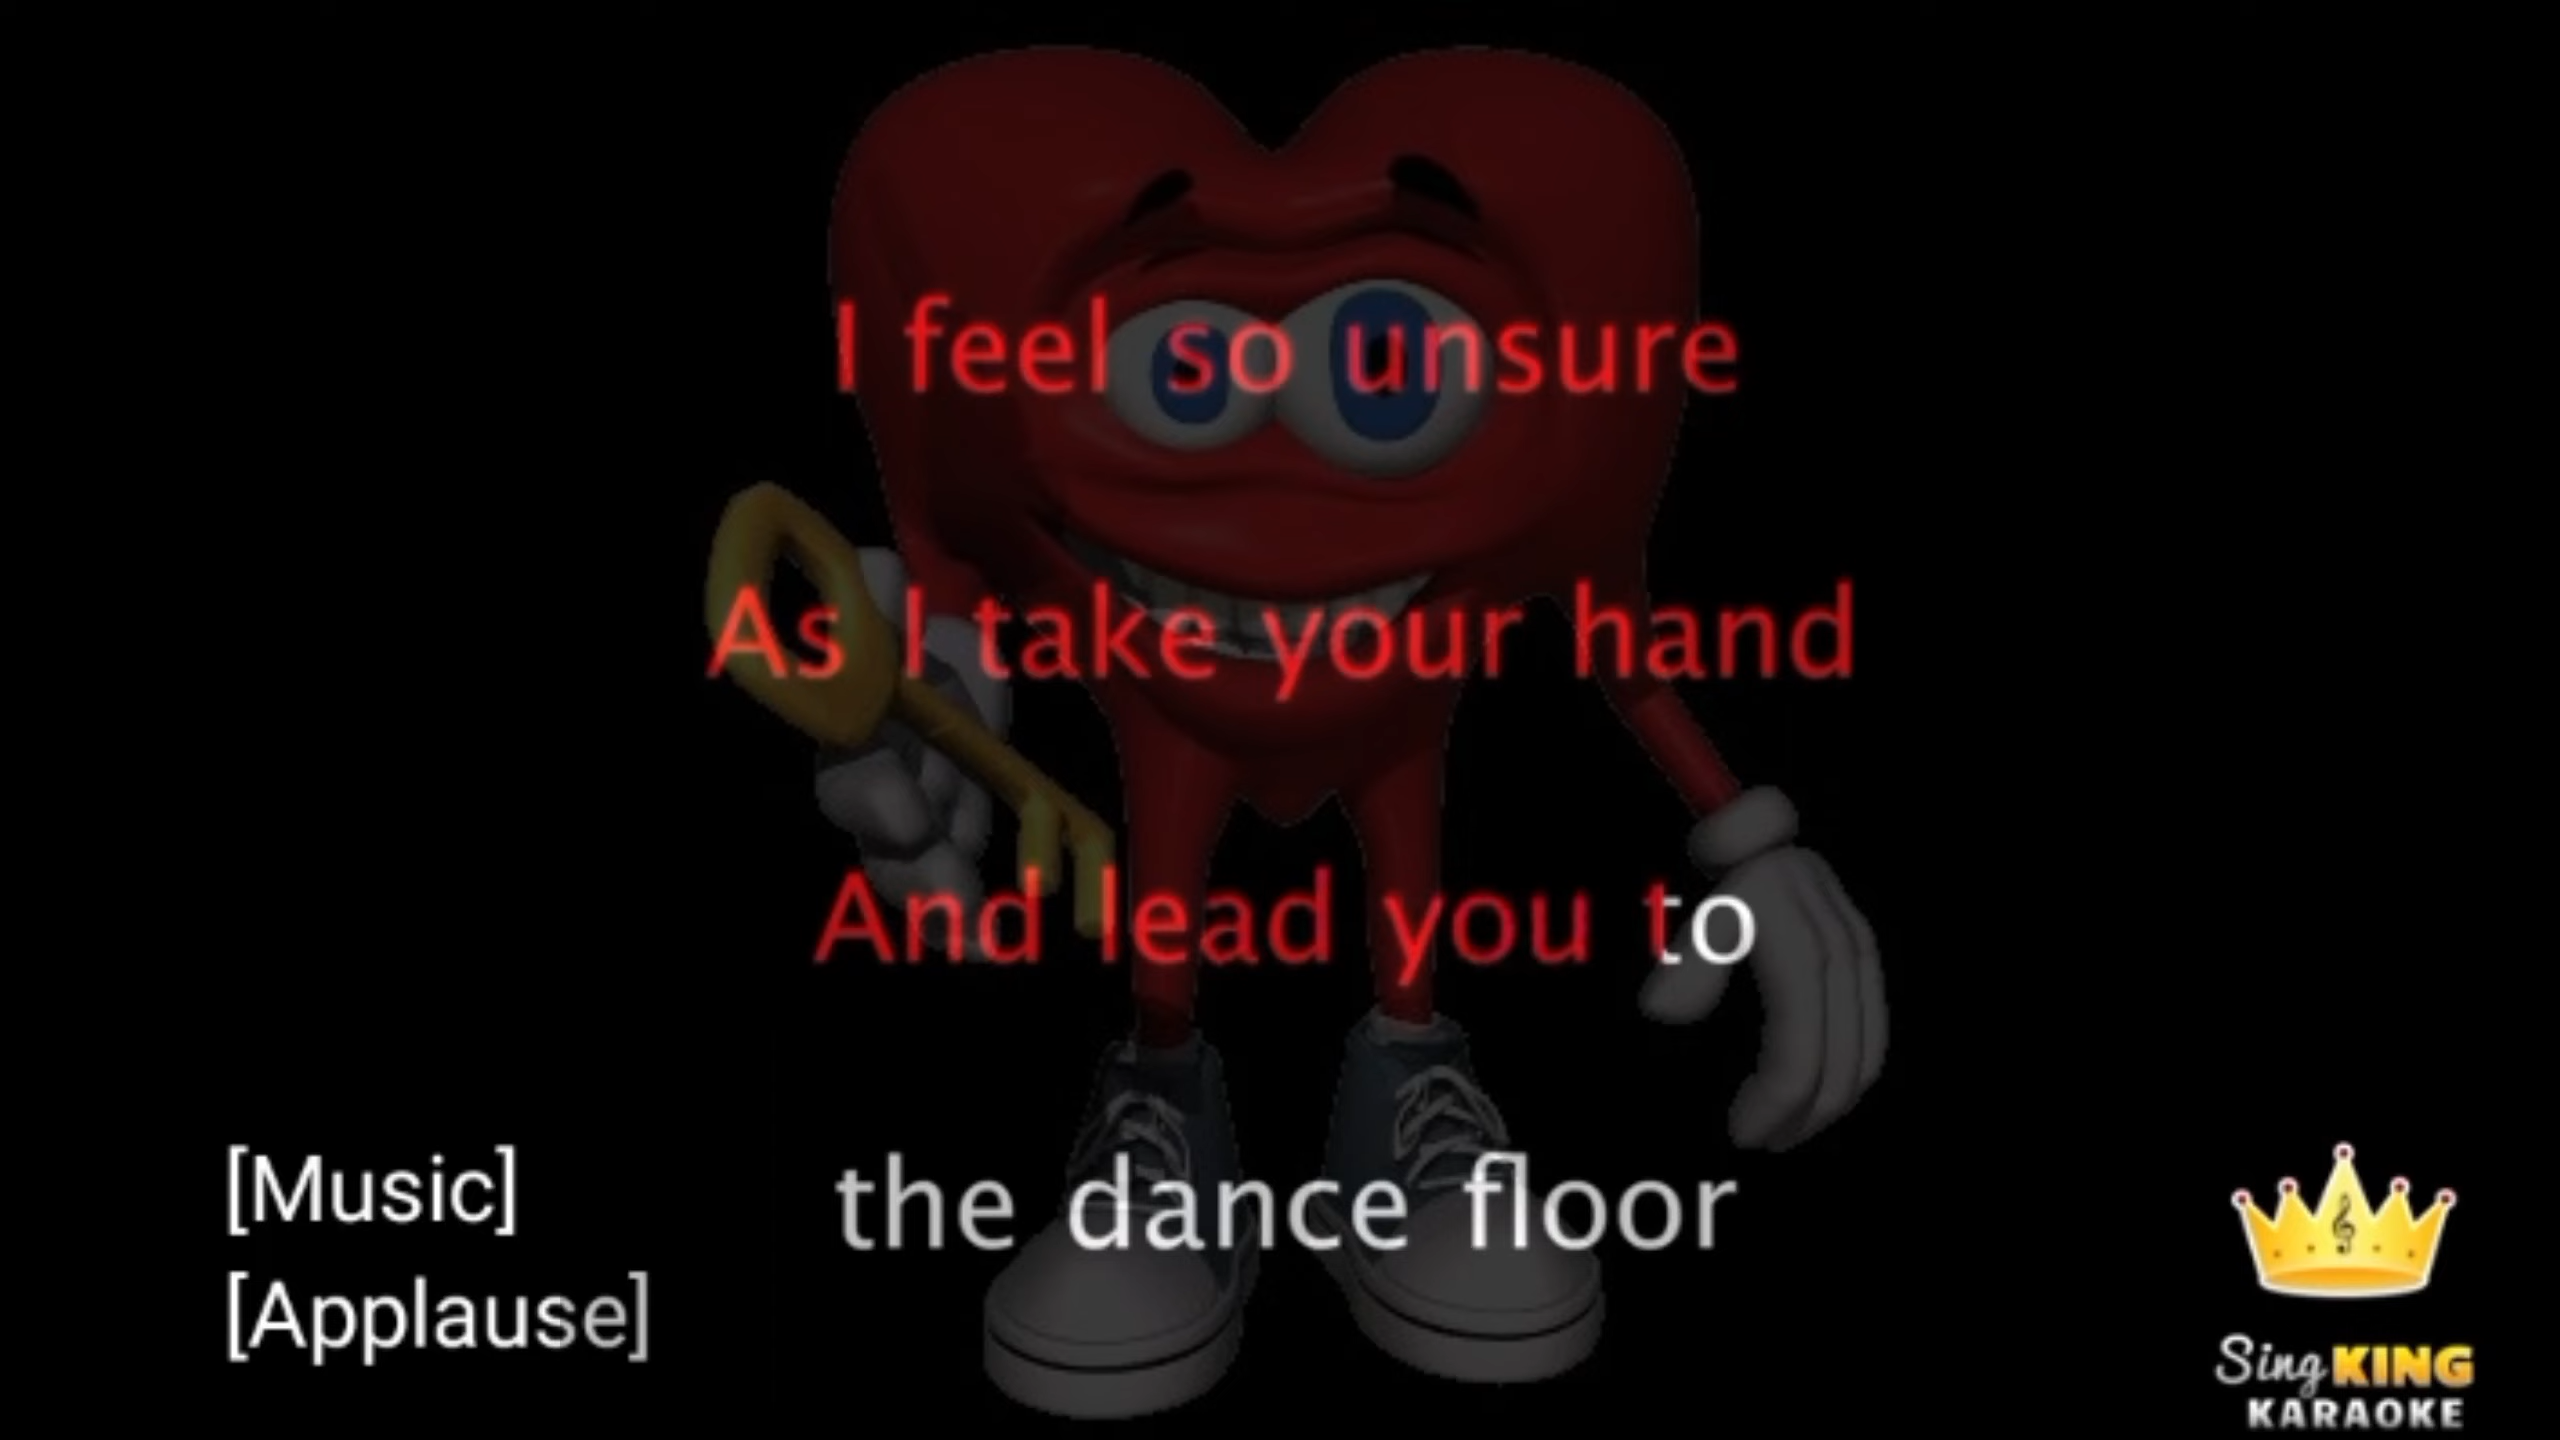 I feel so unsure
As I take your hand
And lead you to
the dance floor
[Music]
[Applause]
Sing KING
KARAOKE